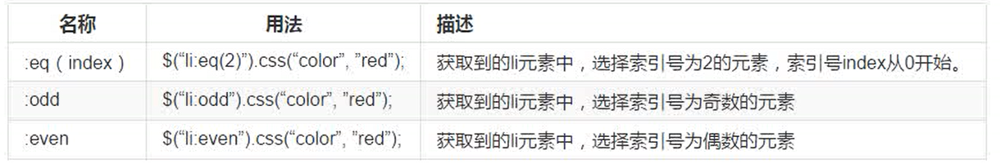 名称 用法 描述
:eq（index） $(“li:eq(2)”).css(“color”, ”red”); 获取到的li元素中，选择索引号为2的元素，索引号index从0开始。
:odd $(“li:odd”).css(“color”, ”red”); 获取到的li元素中，选择索引号为奇数的元素
:even $(“li:even”).css(“color”, ”red”); 获取到的li元素中，选择索引号为偶数的元素